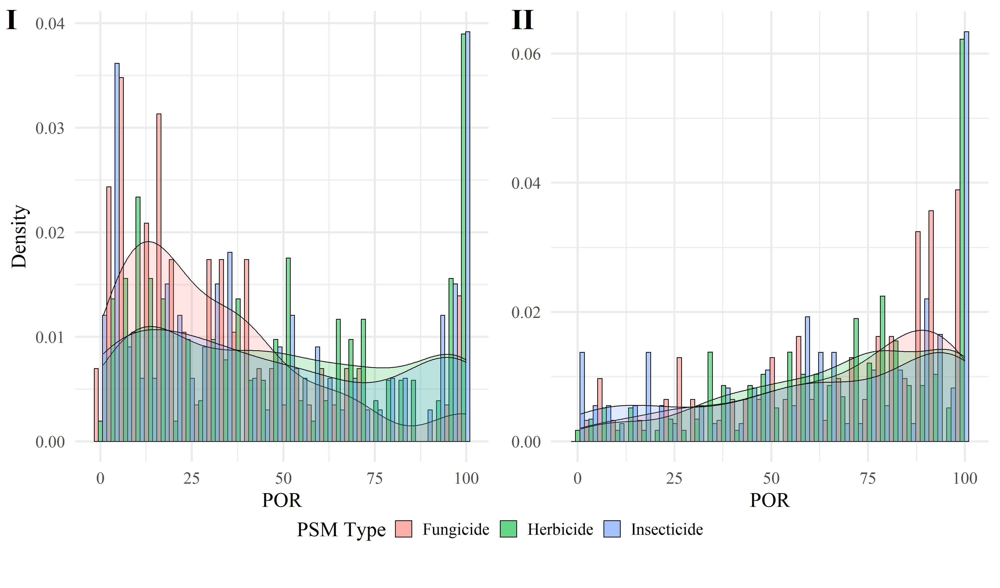 I
II
Density
0.04
0.03
0.02
0.01
0.00
0 25 50 75 100
POR
0.06
0.04
0.02
0.00
0 25 50 75 100
POR
PSM Type Fungicide Herbicide Insecticide